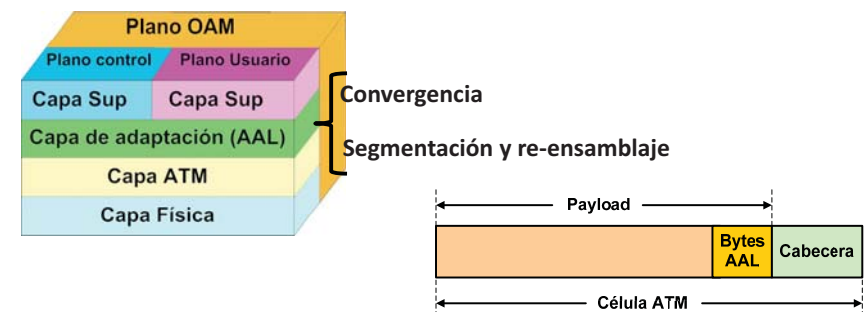 Plano OAM
Plano control Plano Usuario
Capa Sup Capa Sup
Capa de adaptación (AAL)
Capa ATM
Capa Física
Convergencia
Segmentación y re-ensamblaje
Payload
Bytes
AAL
Cabecera
Célula ATM